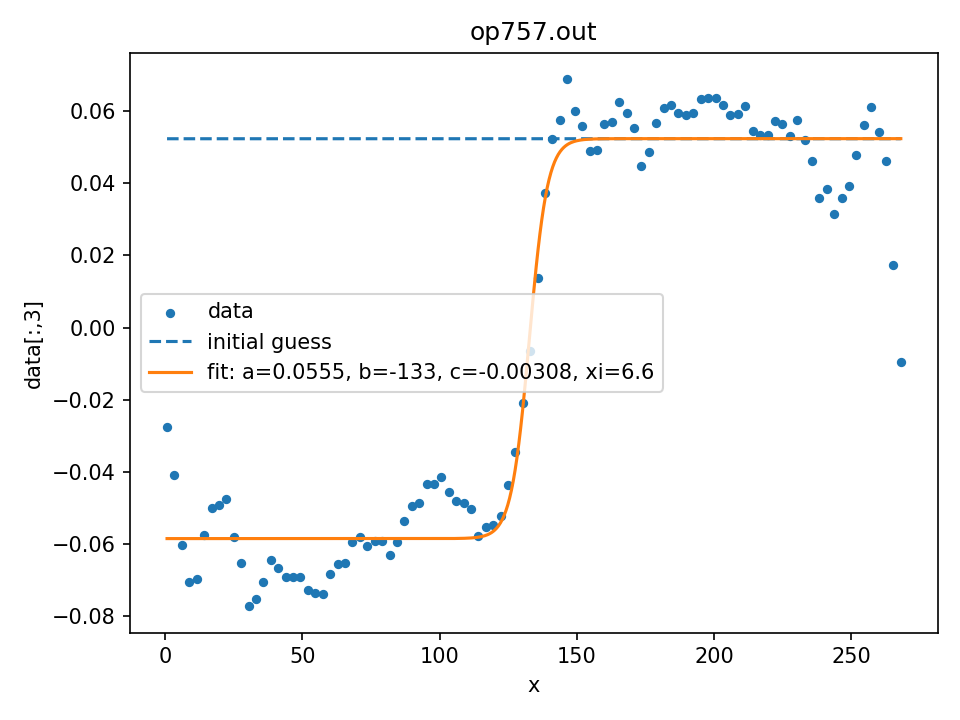 op757.out
0.06
0.04
0.02
0.00
−0.02
−0.04
−0.06
−0.08
data[:,3]
data
initial guess
fit: a=0.0555, b=-133, c=-0.00308, xi=6.6
0 50 100 150 200 250
x